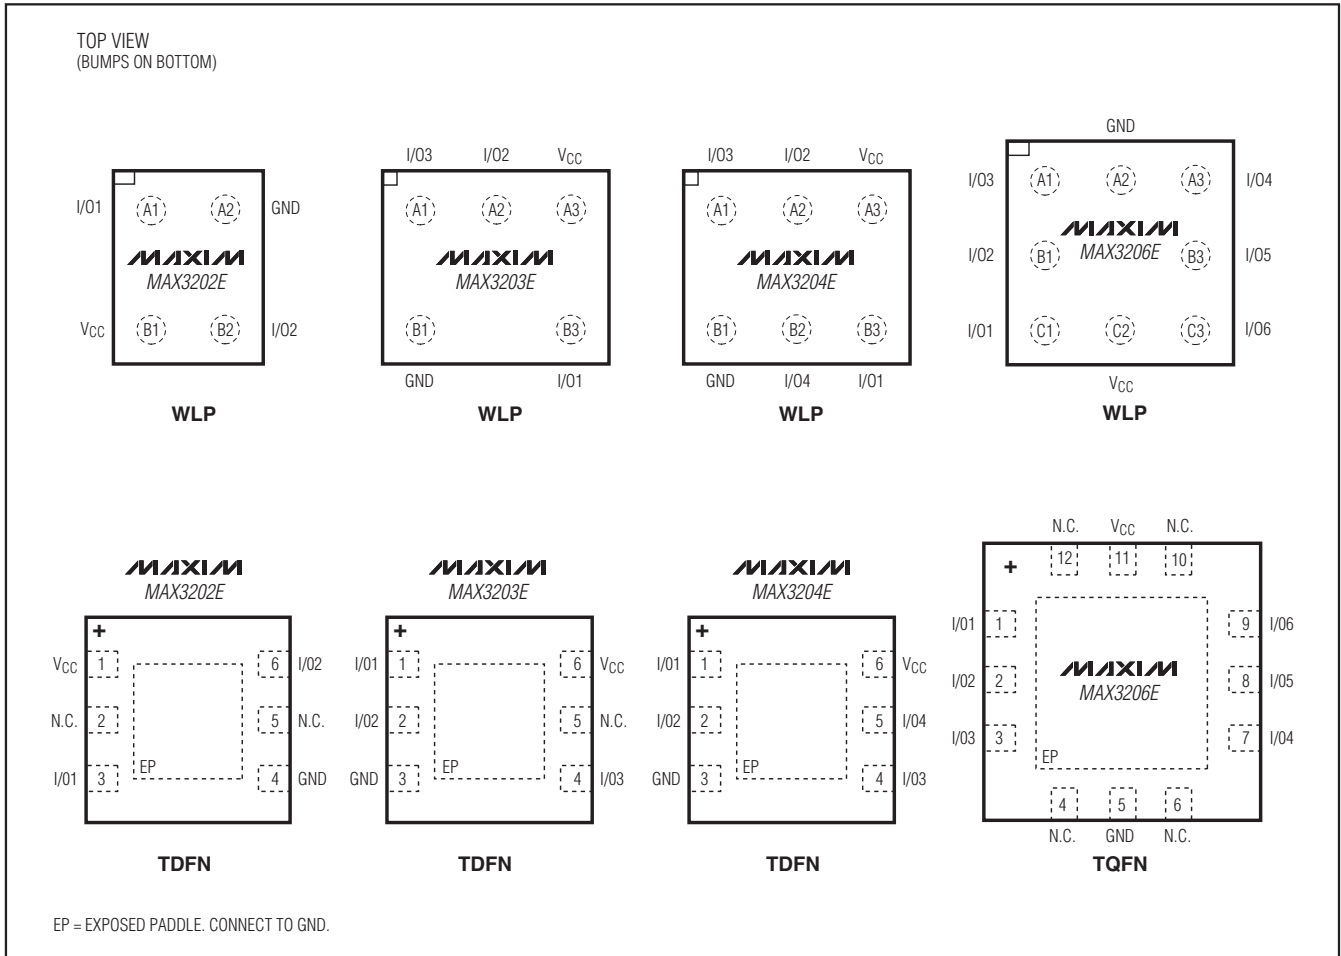 TOP VIEW
(BUMPS ON BOTTOM)
I/O1 A1 A2 GND
MAXIM
MAX3202E
VCC B1 B2 I/O2
WLP
I/O3 I/O2 VCC
A1 A2 A3
MAXIM
MAX3203E
B1 B3
GND I/O1
WLP
I/O3 I/O2 VCC
A1 A2 A3
MAXIM
MAX3204E
B1 B2 B3
GND I/O4 I/O1
WLP
GND
I/O3 A1 A2 A3 I/O4
MAXIM
I/O2 B1 MAX3206E B3 I/O5
I/O1 C1 C2 C3 I/O6
VCC
WLP
MAXIM
MAX3202E
+
VCC 1 6 I/O2
N.C. 2 5 N.C.
I/O1 3 EP 4 GND
TDFN
MAXIM
MAX3203E
+
I/O1 1 6 VCC
I/O2 2 5 N.C.
GND 3 EP 4 I/O3
TDFN
MAXIM
MAX3204E
+
I/O1 1 6 VCC
I/O2 2 5 I/O4
GND 3 EP 4 I/O3
TDFN
N.C. VCC N.C.
+ 12 11 10
I/O1 1 9 I/O6
MAXIM
I/O2 2 MAX3206E 8 I/O5
I/O3 3 7 I/O4
EP
4 5 6
N.C. GND N.C.
TQFN
EP = EXPOSED PADDLE. CONNECT TO GND.